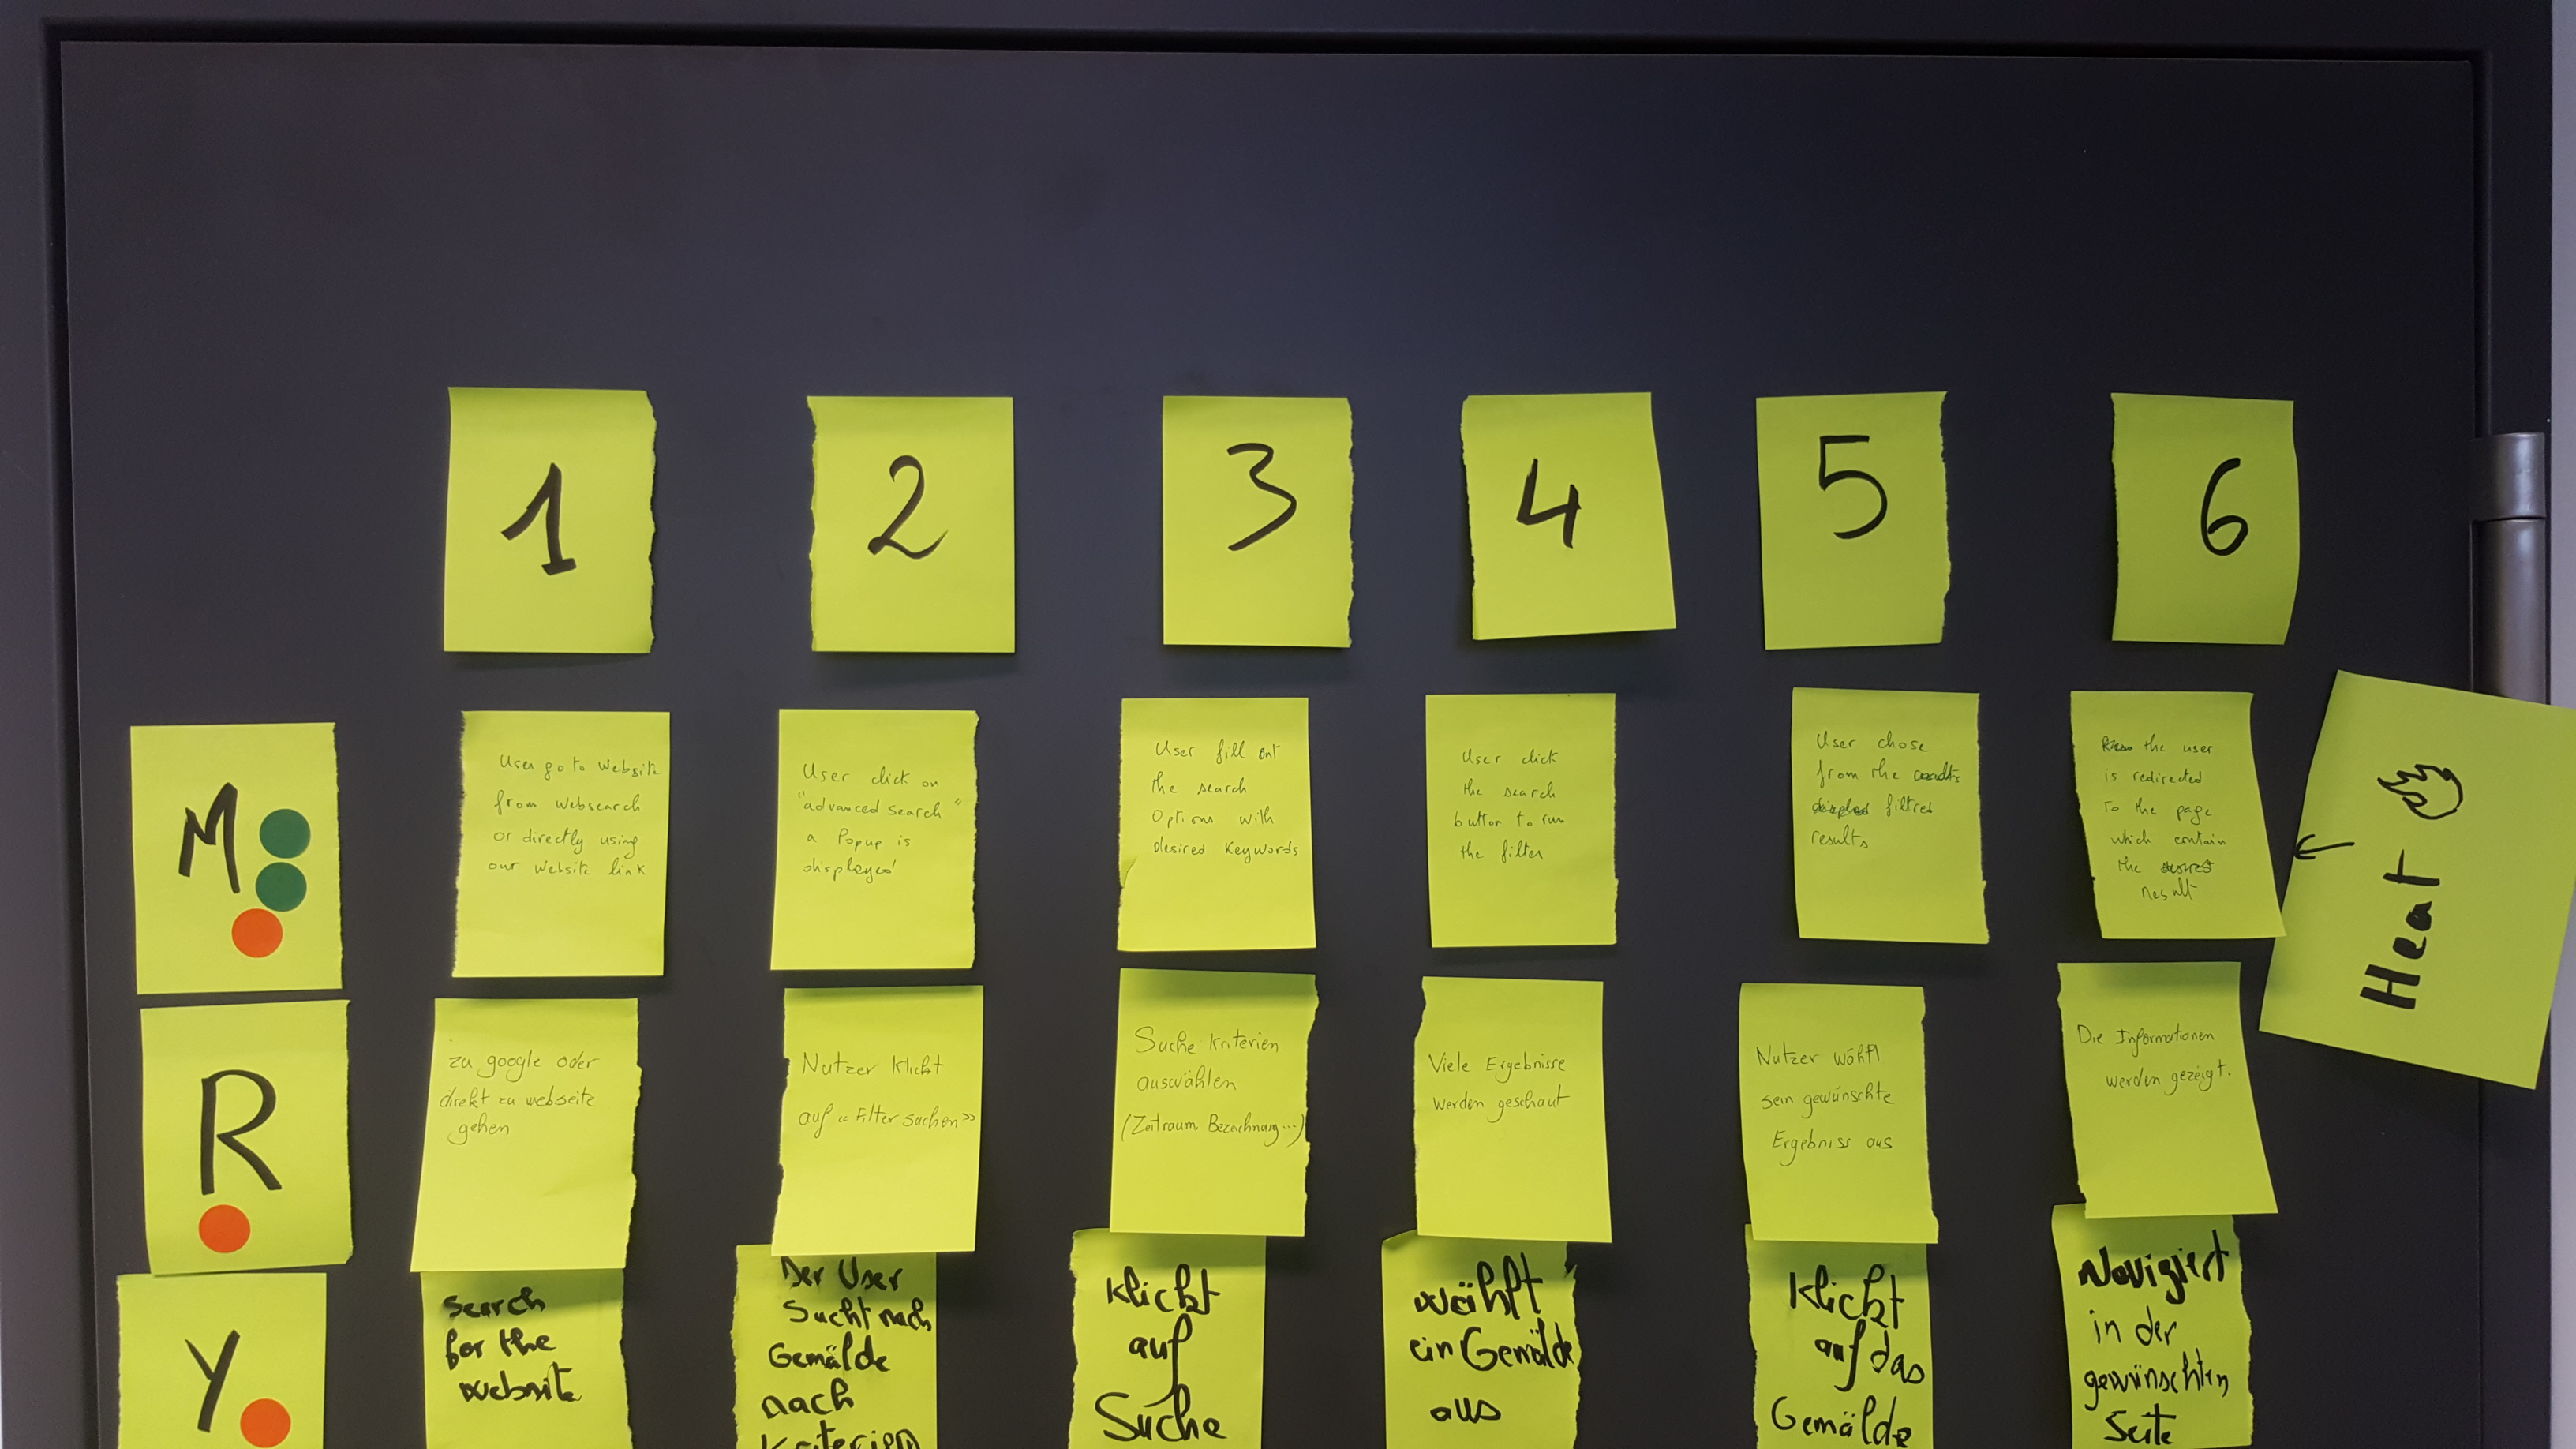 1
2
3
4
5
6
M
User go to Website
from websearch
or directly using
our website link
User click on
"advanced search"
a Popup is
displayed
User fill out
the search
Options with
desired Keywords
User click
the search
button to run
the filter
User chose
from the
filtred
results
the user
is redirected
to the page
which contain
the desired
result
Heat
R
zu google oder
direkt zu webseite
gehen
Nutzer Klickt
auf «Filter suchen»
Suche Kriterien
auswählen
(Zeitraum, Bezeichnung...)
Viele Ergebnisse
werden geschaut
Nutzer wählt
sein gewünschte
Ergebniss aus
Die Informationen
werden gezeigt.
Y
Search
for the
website
Der User
Sucht nach
Gemälde
nach
Kriterien
Klickt
auf
Suche
wählt
ein Gemälde
aus
Klickt
auf das
Gemälde
Navigiert
in der
gewünschten
Seite